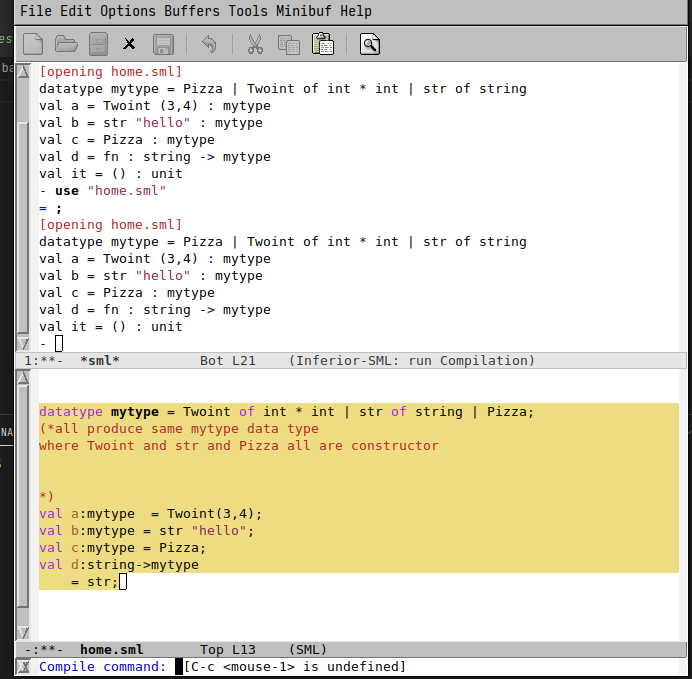 File Edit Options Buffers Tools Minibuf Help
es
ba
[opening home.sml]
datatype mytype = Pizza | Twoint of int * int | str of string
val a = Twoint (3,4) : mytype
val b = str "hello" : mytype
val c = Pizza : mytype
val d = fn : string -> mytype
val it = () : unit
- use "home.sml"
= ;
[opening home.sml]
datatype mytype = Pizza | Twoint of int * int | str of string
val a = Twoint (3,4) : mytype
val b = str "hello" : mytype
val c = Pizza : mytype
val d = fn : string -> mytype
val it = () : unit
-
1:**-  *sml*          Bot L21    (Inferior-SML: run Compilation)
datatype mytype = Twoint of int * int | str of string | Pizza;
(*all produce same mytype data type
NA
where Twoint and str and Pizza all are constructor
*)
val a:mytype  = Twoint(3,4);
val b:mytype = str "hello";
val c:mytype = Pizza;
val d:string->mytype
    = str;
-:**-  home.sml       Top L13    (SML)
Compile command: [C-c <mouse-1> is undefined]